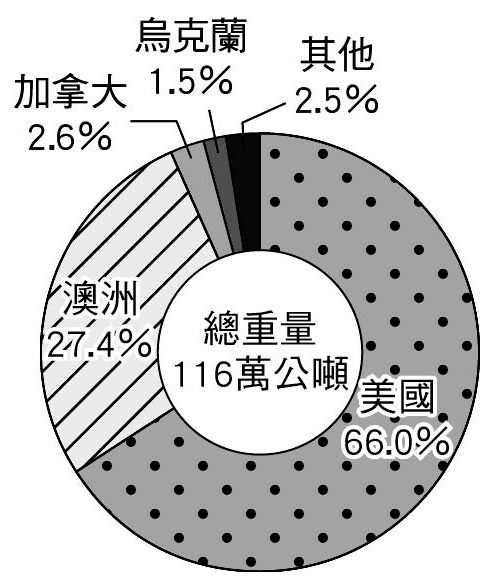 烏克蘭
1.5%
其他
2.5%
加拿大
2.6%
澳洲
27.4%
總重量
116萬公噸
美國
66.0%